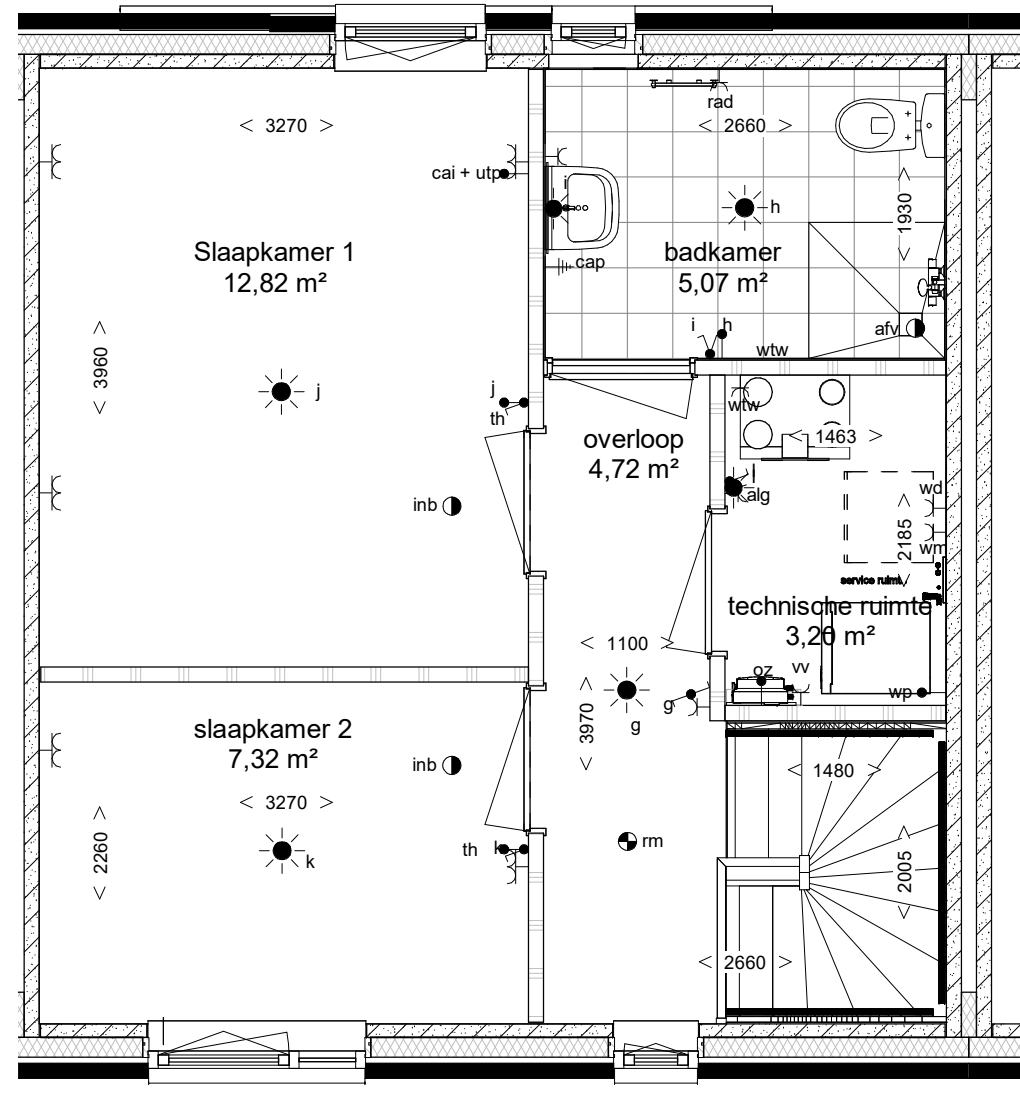 rad
< 3270 >
< 2660 >
cai + utp
i
h
< 1930 >
Slaapkamer 1
12,82 m²
badkamer
5,07 m²
cap
i
h
afv
wtw
< 3960 >
j
j
th
wtw
overloop
4,72 m²
< 1463 >
l
alg
wd
inb
< 2185 >
wm
service ruimte
technische ruimte
3,20 m²
< 1100 >
oz
vv
wp
g
g
< 3970 >
slaapkamer 2
7,32 m²
inb
< 1480 >
< 3270 >
< 2260 >
rm
th
k
k
< 2005 >
< 2660 >